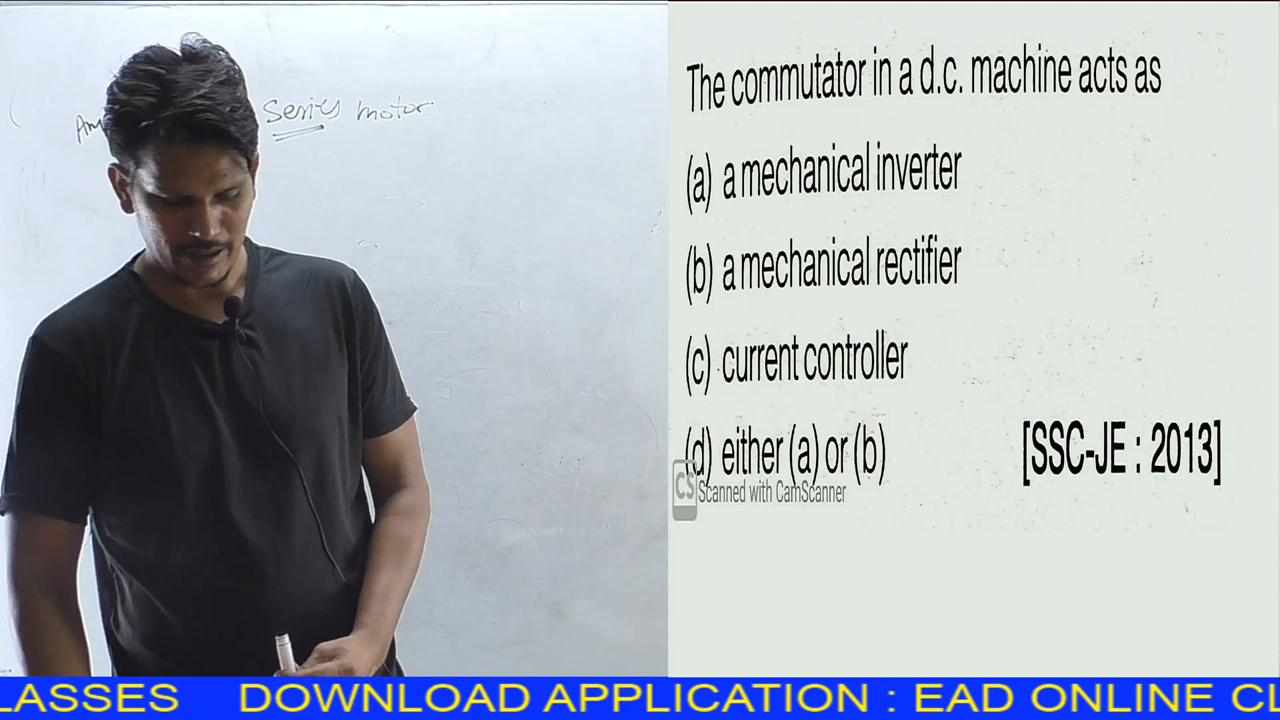 Series motor
The commutator in a d.c. machine acts as
(a) a mechanical inverter
(b) a mechanical rectifier
(c) current controller
(d) either (a) or (b) [SSC-JE : 2013]
CS Scanned with CamScanner
LASSES DOWNLOAD APPLICATION : EAD ONLINE CL